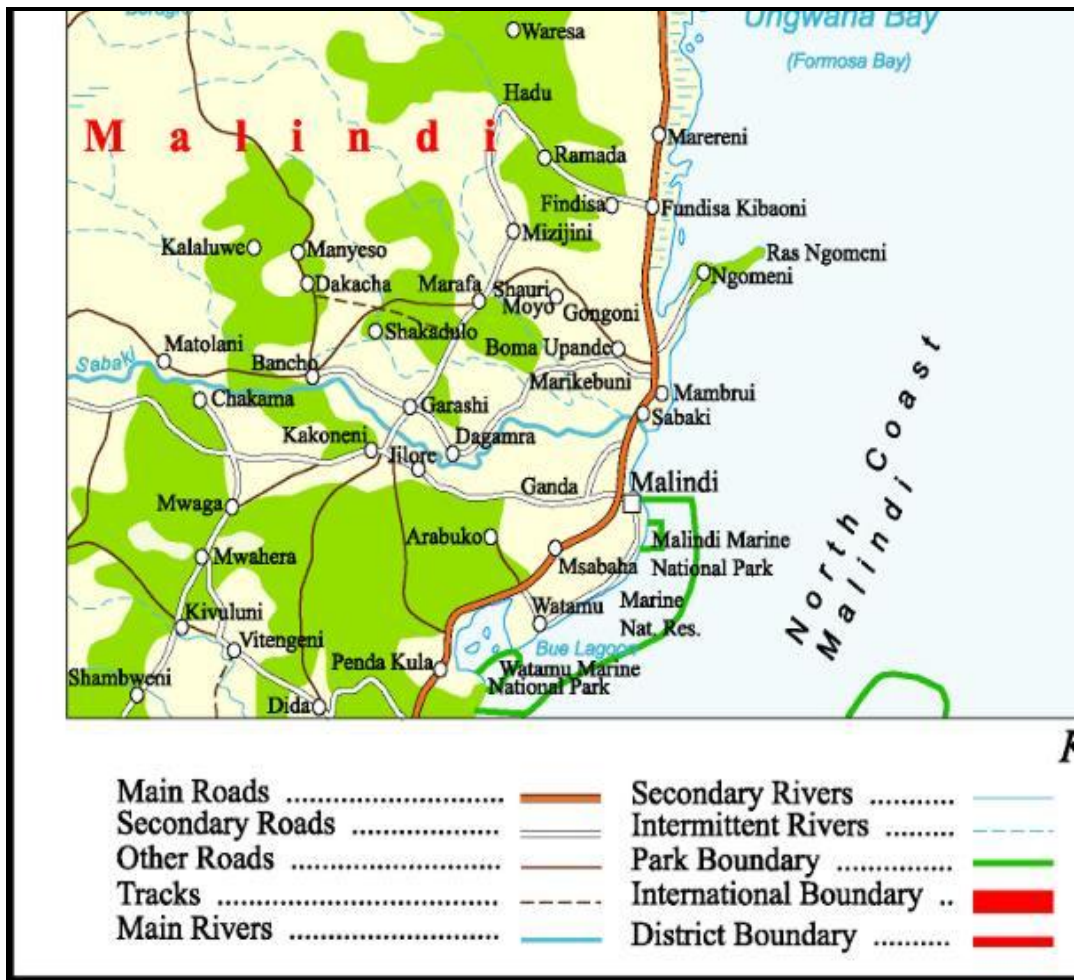 Ungwana Bay
(Formosa Bay)
Waresa
Hadu
Malindi
Marereni
Ramada
Findisa
Fundisa Kibaoni
Mizijini
Kalaluwe
Manyeso
Ras Ngomeni
Ngomeni
Dakacha
Marafa
Shauri
Moyo
Gongoni
Shakadulo
Matolani
Boma Upande
Sabaki
Bancho
Marikebuni
Mambrui
Chakama
Garashi
Sabaki
Kakoneni
Dagamra
Jilore
Ganda
Malindi
Mwaga
Arabuko
Malindi Marine
National Park
Mwahera
Msabaha
Watamu
Marine
Nat. Res.
Kivuluni
Vitengeni
Bue Lagoon
Penda Kula
Watamu Marine
National Park
Shambweni
Dida
North Coast
Malindi
Main Roads ..........................
Secondary Roads .................
Other Roads ..........................
Tracks .................................
Main Rivers .........................
Secondary Rivers ..........
Intermittent Rivers .........
Park Boundary ..............
International Boundary ..
District Boundary ..........